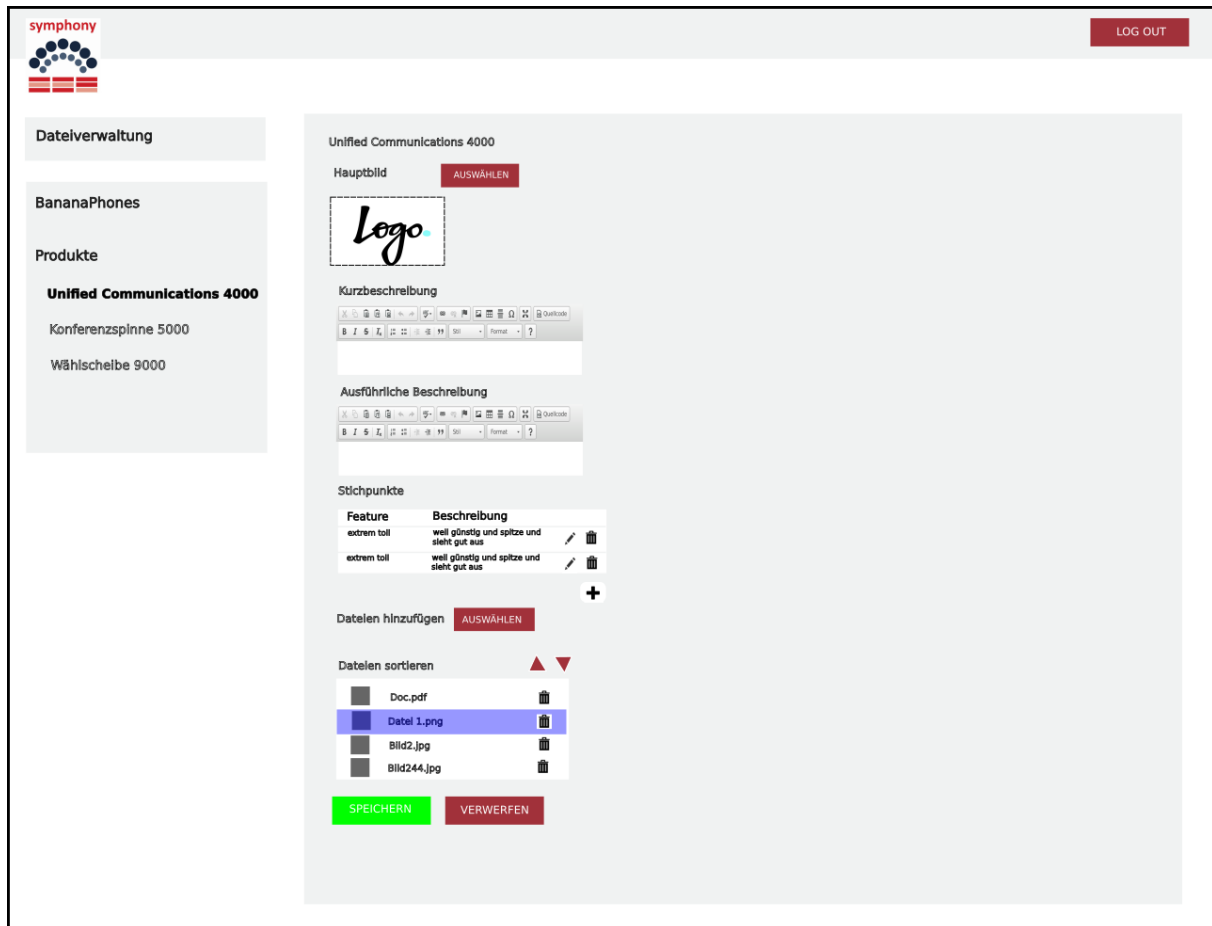 symphony
LOG OUT
Dateiverwaltung
BananaPhones
Produkte
Unified Communications 4000
Konferenzspinne 5000
Wählscheibe 9000
Unified Communications 4000
Hauptbild
AUSWÄHLEN
Logo.
Kurzbeschreibung
Quellcode
B I S Ix Stil Format ?
Ausführliche Beschreibung
Quellcode
B I S Ix Stil Format ?
Stichpunkte
Feature Beschreibung
extrem toll weil günstig und spitze und
sieht gut aus
extrem toll weil günstig und spitze und
sieht gut aus
Dateien hinzufügen AUSWÄHLEN
Dateien sortieren
Doc.pdf
Datei 1.png
Bild2.jpg
Bild244.jpg
SPEICHERN VERWERFEN